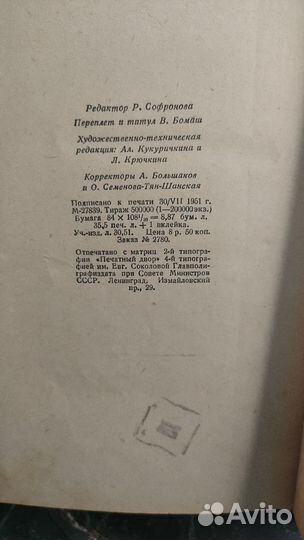 Редактор Р. Софронова
Переплет и титул В. Бомаш
Художественно-техническая
редакция: Ал. Кукуричкина и
Л. Крючкина
Корректоры А. Большаков
и О. Семенова-Тян-Шанская
Подписано к печати 30/VII 1951 г.
М-27839. Тираж 500000 (1—200000 экз.)
Бумага 84 × 108¹/₃₂ = 8,87 бум. л.
35,5 печ. л. + 1 вклейка.
Уч.-изд. л. 30,51. Цена 8 р. 50 коп.
Заказ № 2780.
Отпечатано с матриц 2-й типографии
«Печатный двор» 4-й типогра-
фией им. Евг. Соколовой Главполи-
графиздата при Совете Министров
СССР. Ленинград, Измайловский
пр., 29.
Avito